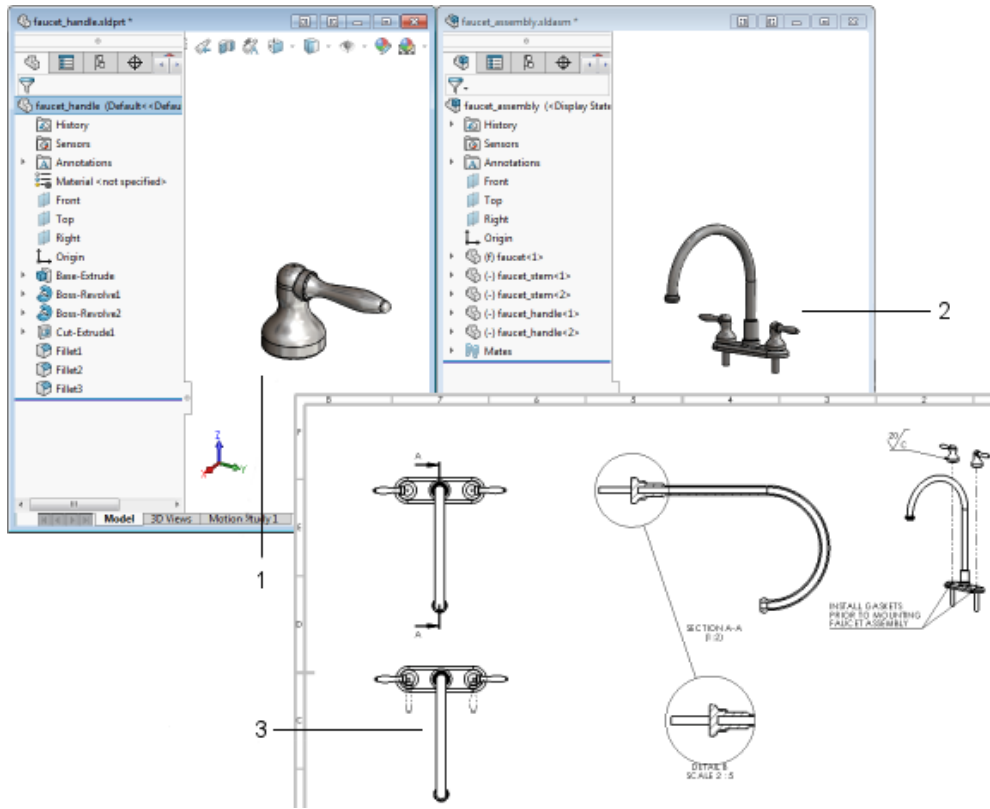 faucet_handle.sldprt *
faucet_handle (Default<<Defau
History
Sensors
Annotations
Material <not specified>
Front
Top
Right
Origin
Base-Extrude
Boss-Revolve1
Boss-Revolve2
Cut-Extrude1
Fillet1
Fillet2
Fillet3
Z
X
Y
Model 3D Views Motion Study 1
1
faucet_assembly.sldasm *
faucet_assembly (<Display State
History
Sensors
Annotations
Front
Top
Right
Origin
(f) faucet<1>
(-) faucet_stem<1>
(-) faucet_stem<2>
(-) faucet_handle<1>
(-) faucet_handle<2>
Mates
2
8 7 6 5 4 3 2
F
E
D
C
A
A
3
SECTION A-A
(1:2)
DETAIL B
SCALE 2 : 5
20
C
INSTALL GASKETS
PRIOR TO MOUNTING
FAUCET ASSEMBLY